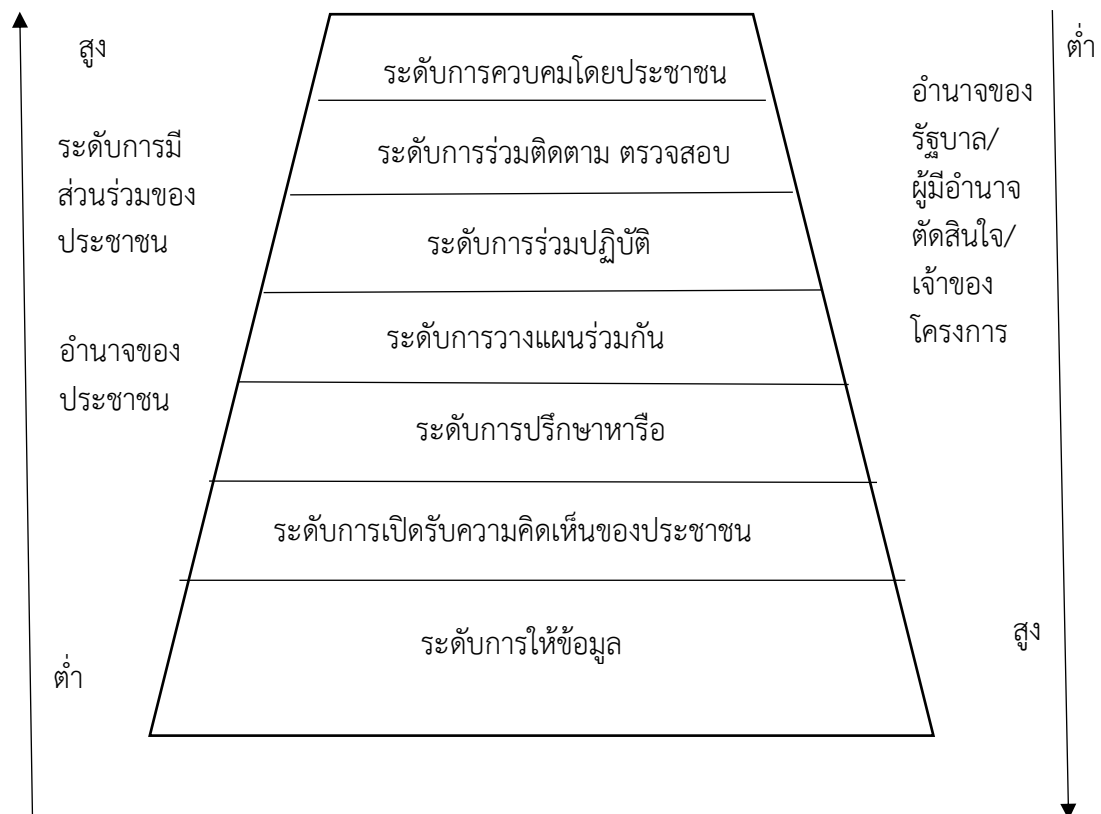 สูง
ต่ำ
ระดับการควบคมโดยประชาชน
อำนาจของ
รัฐบาล/
ผู้มีอำนาจ
ตัดสินใจ/
เจ้าของ
โครงการ
ระดับการมี
ส่วนร่วมของ
ประชาชน
ระดับการร่วมติดตาม ตรวจสอบ
ระดับการร่วมปฏิบัติ
ระดับการวางแผนร่วมกัน
อำนาจของ
ประชาชน
ระดับการปรึกษาหารือ
ระดับการเปิดรับความคิดเห็นของประชาชน
ระดับการให้ข้อมูล
สูง
ต่ำ